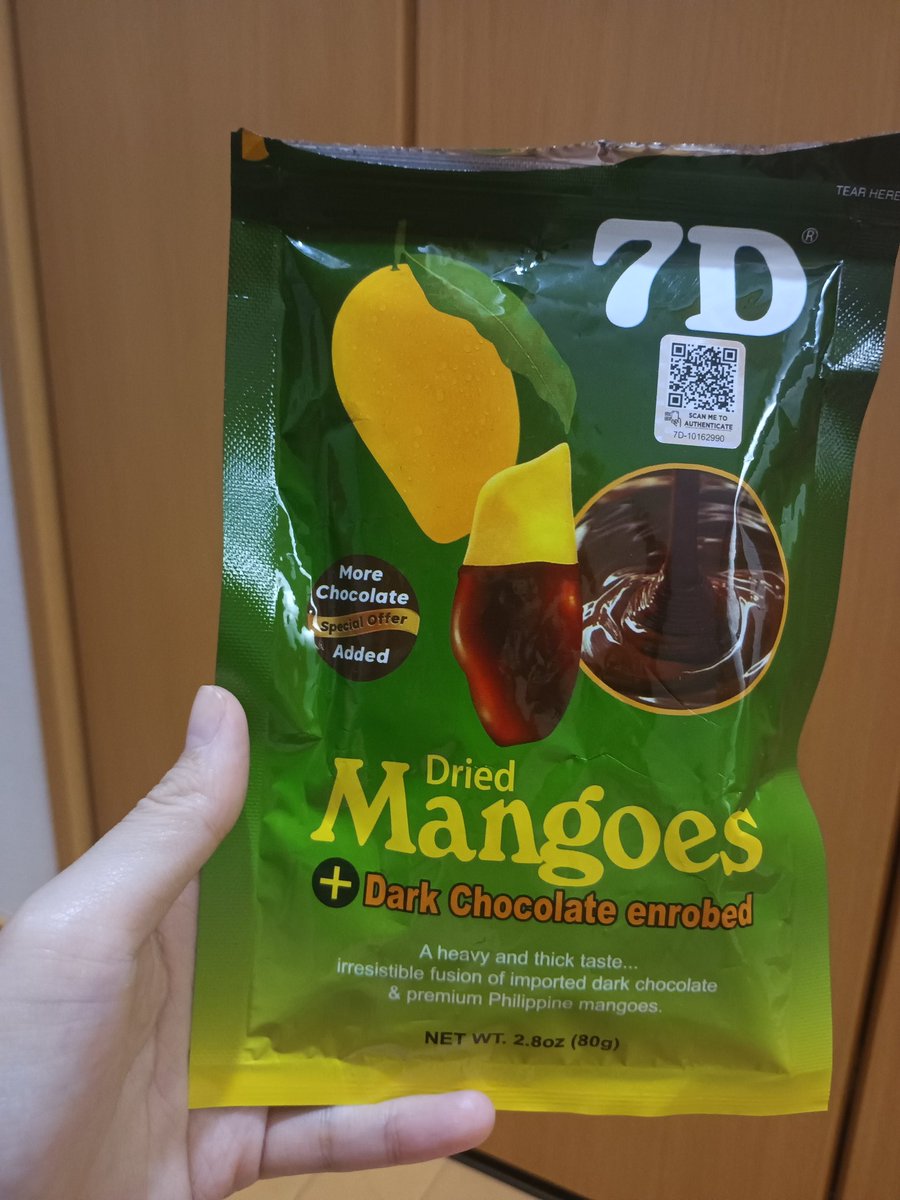 TEAR HERE
7D®
SCAN ME TO
AUTHENTICATE
7D-10162990
More
Chocolate
Special Offer
Added
Dried
Mangoes
+ Dark Chocolate enrobed
A heavy and thick taste...
irresistible fusion of imported dark chocolate
& premium Philippine mangoes.
NET WT. 2.8oz (80g)